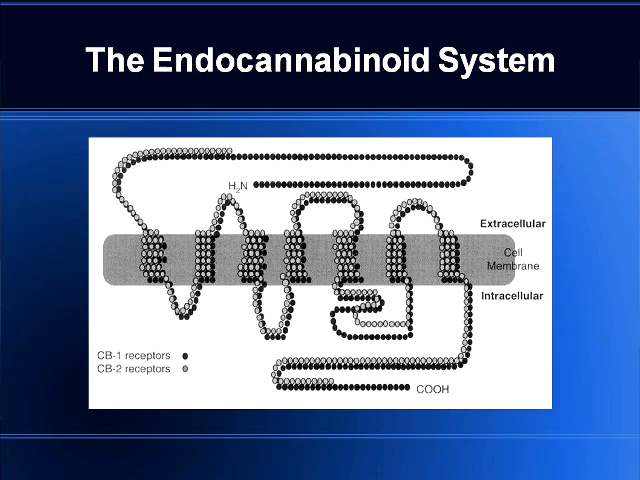 The Endocannabinoid System
H2N
Extracellular
Cell
Membrane
Intracellular
CB-1 receptors
CB-2 receptors
COOH